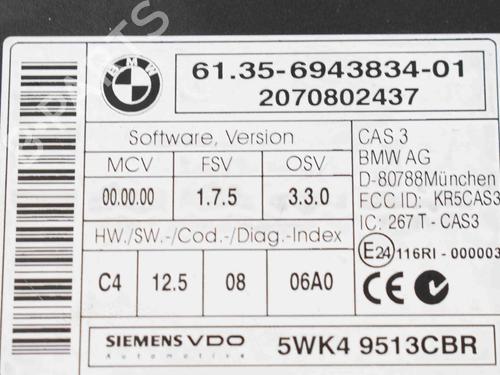 BMW
61.35-6943834-01
2070802437
Software, Version
MCV FSV OSV
00.00.00 1.7.5 3.3.0
HW./SW.-/Cod.-/Diag.-Index
C4 12.5 08 06A0
CAS 3
BMW AG
D-80788München
FCC ID: KR5CAS3
IC: 267 T - CAS3
E24 116RI - 000003
CE N
SIEMENS VDO
Automotive
5WK4 9513CBR